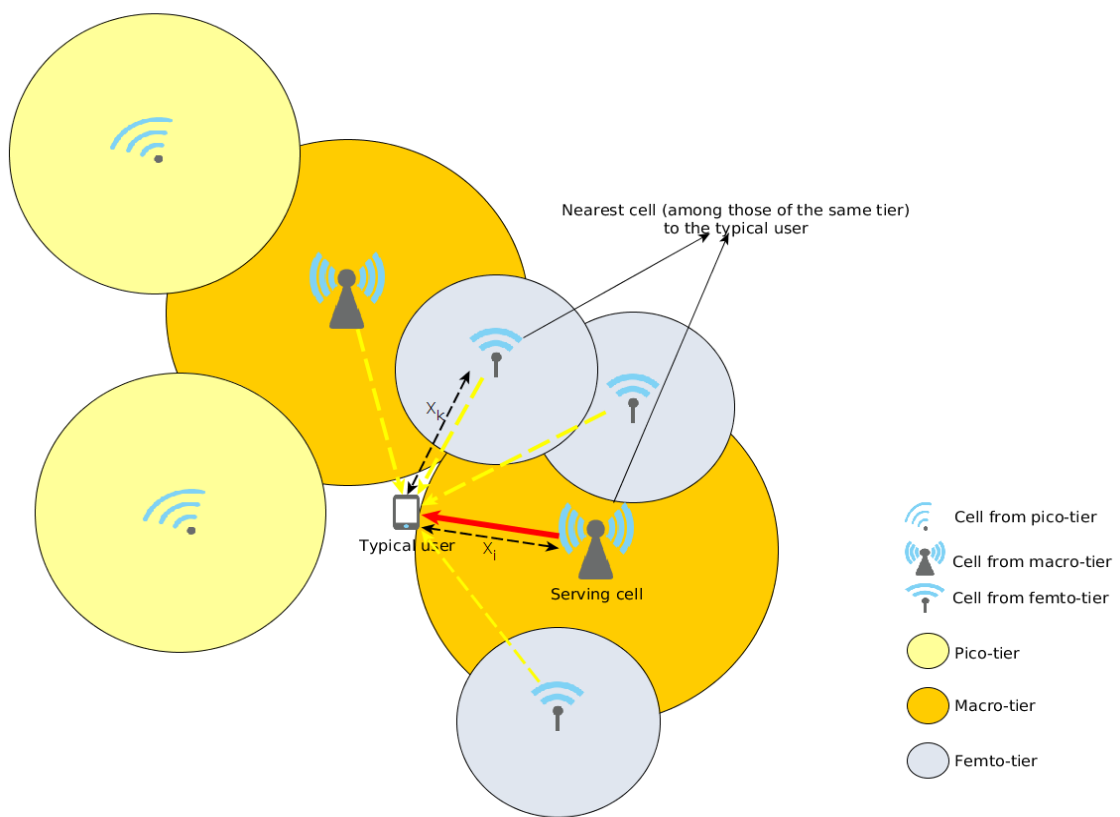 Nearest cell (among those of the same tier)
to the typical user
Xk
Typical user
Xi
Serving cell
Cell from pico-tier
Cell from macro-tier
Cell from femto-tier
Pico-tier
Macro-tier
Femto-tier